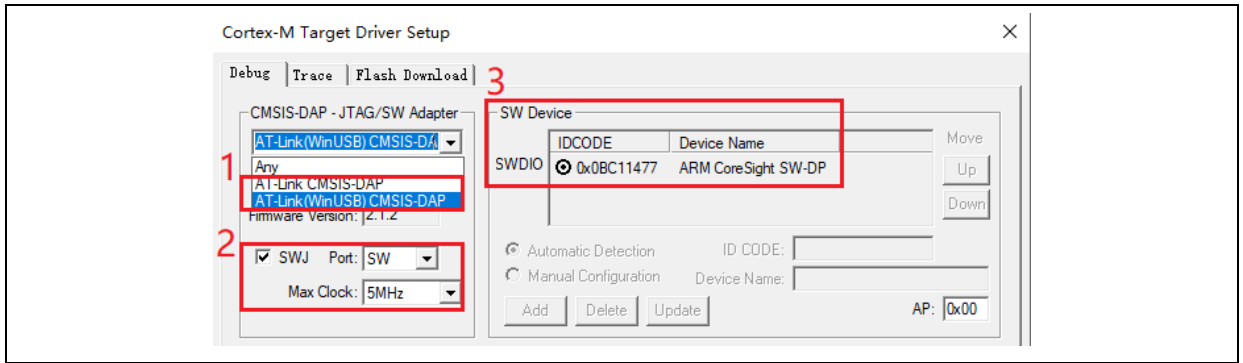 Cortex-M Target Driver Setup
Debug Trace Flash Download
3
CMSIS-DAP - JTAG/SW Adapter
AT-Link(WinUSB) CMSIS-DA
1
Any
AT-Link CMSIS-DAP
AT-Link(WinUSB) CMSIS-DAP
Firmware Version: 2.1.2
2
SWJ Port: SW
Max Clock: 5MHz
SW Device
IDCODE Device Name
SWDIO 0x0BC11477 ARM CoreSight SW-DP
Move
Up
Down
Automatic Detection ID CODE:
Manual Configuration Device Name:
Add Delete Update AP: 0x00